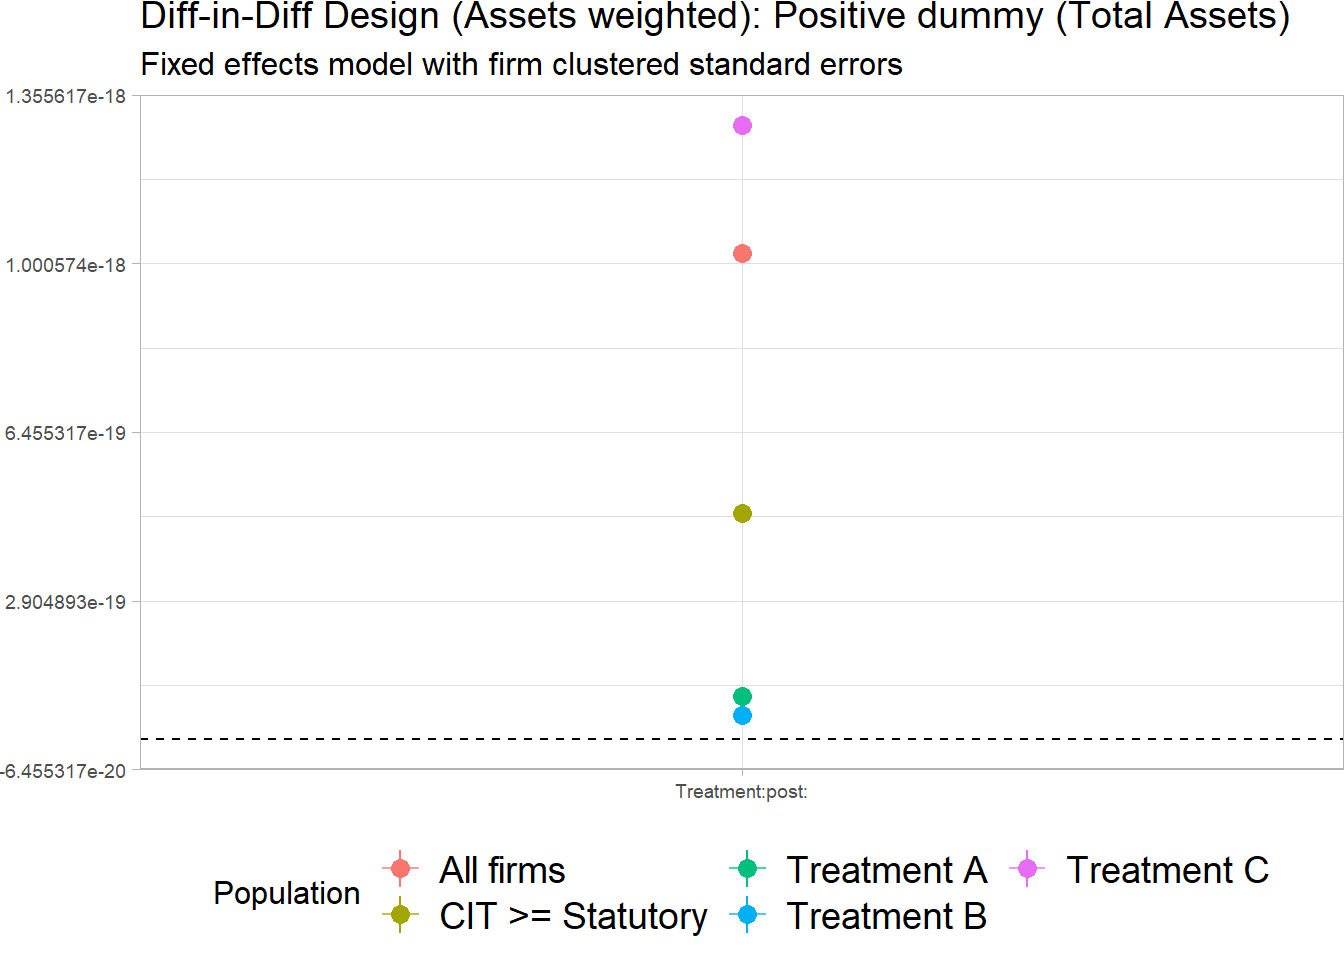 Diff-in-Diff Design (Assets weighted): Positive dummy (Total Assets)
Fixed effects model with firm clustered standard errors
1.355617e-18
1.000574e-18
6.455317e-19
2.904893e-19
-6.455317e-20
Treatment:post:
Population
All firms
Treatment A
Treatment C
CIT >= Statutory
Treatment B